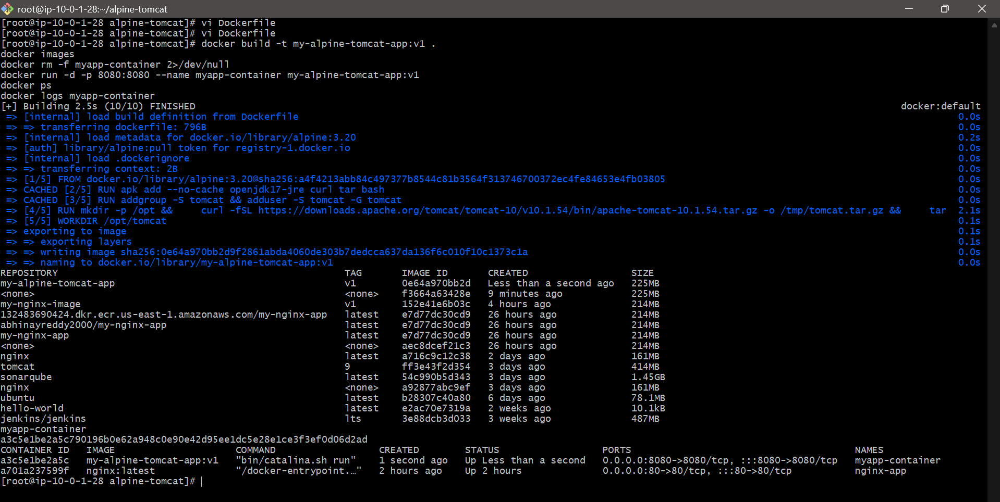 root@ip-10-0-1-28:~/alpine-tomcat
[root@ip-10-0-1-28 alpine-tomcat]# vi Dockerfile
[root@ip-10-0-1-28 alpine-tomcat]# vi Dockerfile
[root@ip-10-0-1-28 alpine-tomcat]# docker build -t my-alpine-tomcat-app:v1 .
docker images
docker rm -f myapp-container 2>/dev/null
docker run -d -p 8080:8080 --name myapp-container my-alpine-tomcat-app:v1
docker ps
docker logs myapp-container
[+] Building 2.5s (10/10) FINISHED docker:default
=> [internal] load build definition from Dockerfile 0.0s
=> => transferring dockerfile: 796B 0.0s
=> [internal] load metadata for docker.io/library/alpine:3.20 0.2s
=> [auth] library/alpine:pull token for registry-1.docker.io 0.0s
=> [internal] load .dockerignore 0.0s
=> => transferring context: 2B 0.0s
=> [1/5] FROM docker.io/library/alpine:3.20@sha256:a4f4213abb84c497377b8544c81b3564f313746700372ec4fe84653e4fb03805 0.0s
=> CACHED [2/5] RUN apk add --no-cache openjdk17-jre curl tar bash 0.0s
=> CACHED [3/5] RUN addgroup -S tomcat && adduser -S tomcat -G tomcat 0.0s
=> [4/5] RUN mkdir -p /opt && curl -fSL https://downloads.apache.org/tomcat/tomcat-10/v10.1.54/bin/apache-tomcat-10.1.54.tar.gz -o /tmp/tomcat.tar.gz && tar 2.1s
=> [5/5] WORKDIR /opt/tomcat 0.1s
=> exporting to image 0.1s
=> => exporting layers 0.1s
=> => writing image sha256:0e64a970bb2d9f2861abda4060de303b7dedcca637da136f6c010f10c1373c1a 0.0s
=> => naming to docker.io/library/my-alpine-tomcat-app:v1 0.0s
REPOSITORY TAG IMAGE ID CREATED SIZE
my-alpine-tomcat-app v1 0e64a970bb2d Less than a second ago 225MB
<none> <none> f3664a63428e 9 minutes ago 225MB
my-nginx-image v1 152e41e6b03c 4 hours ago 214MB
132483690424.dkr.ecr.us-east-1.amazonaws.com/my-nginx-app latest e7d77dc30cd9 26 hours ago 214MB
abhinayreddy2000/my-nginx-app latest e7d77dc30cd9 26 hours ago 214MB
my-nginx-app latest e7d77dc30cd9 26 hours ago 214MB
<none> <none> aec8dcef21c3 26 hours ago 214MB
nginx latest a716c9c12c38 2 days ago 161MB
tomcat 9 ff3e43f2d354 3 days ago 414MB
sonarqube latest 54c990b5d343 3 days ago 1.45GB
nginx <none> a92877abc9ef 3 days ago 161MB
ubuntu latest b28307c40a80 6 days ago 78.1MB
hello-world latest e2ac70e7319a 2 weeks ago 10.1kB
jenkins/jenkins lts 3e88dcb3d033 3 weeks ago 487MB
myapp-container
a3c5e1be2a5c790196b0e62a948c0e90e42d95ee1dc5e28e1ce3f3ef0d06d2ad
CONTAINER ID IMAGE COMMAND CREATED STATUS PORTS NAMES
a3c5e1be2a5c my-alpine-tomcat-app:v1 "bin/catalina.sh run" 1 second ago Up Less than a second 0.0.0.0:8080->8080/tcp, :::8080->8080/tcp myapp-container
a701a237599f nginx:latest "/docker-entrypoint.…" 2 hours ago Up 2 hours 0.0.0.0:80->80/tcp, :::80->80/tcp nginx-app
[root@ip-10-0-1-28 alpine-tomcat]#